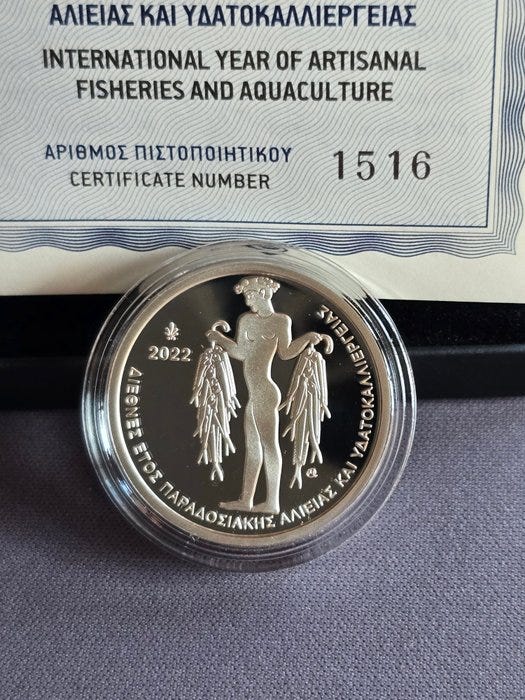 ΑΛΙΕΙΑΣ ΚΑΙ ΥΔΑΤΟΚΑΛΛΙΕΡΓΕΙΑΣ
INTERNATIONAL YEAR OF ARTISANAL
FISHERIES AND AQUACULTURE
ΑΡΙΘΜΟΣ ΠΙΣΤΟΠΟΙΗΤΙΚΟΥ
CERTIFICATE NUMBER
1516
2022
ΔΙΕΘΝΕΣ ΕΤΟΣ ΠΑΡΑΔΟΣΙΑΚΗΣ ΑΛΙΕΙΑΣ ΚΑΙ ΥΔΑΤΟΚΑΛΛΙΕΡΓΕΙΑΣ